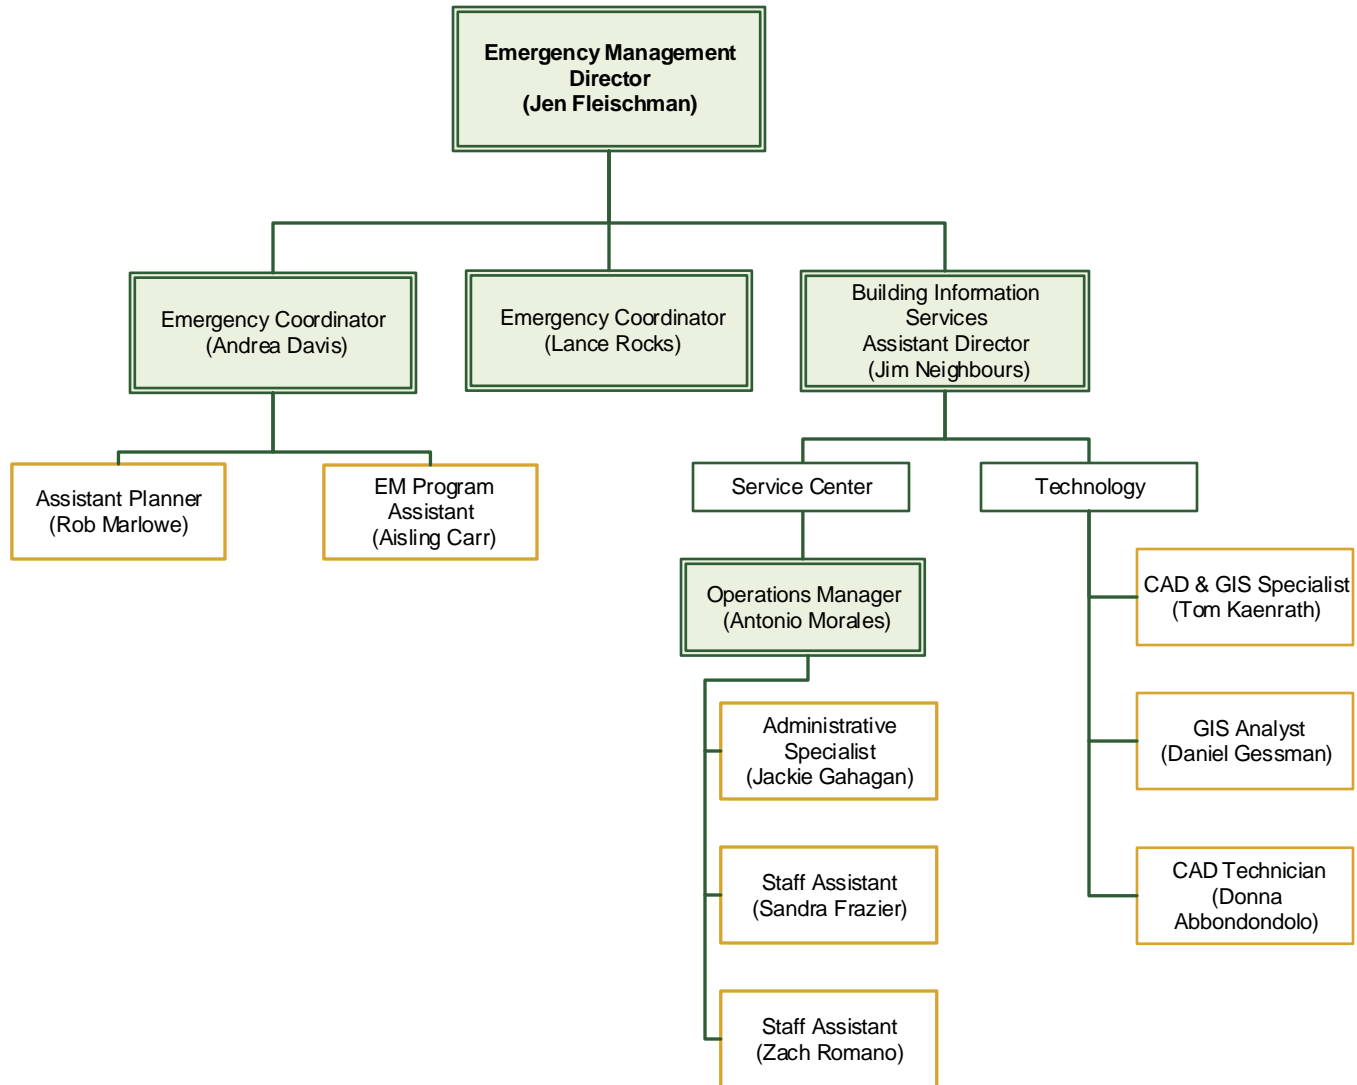 Emergency Management
Director
(Jen Fleischman)
Emergency Coordinator
(Andrea Davis)
Emergency Coordinator
(Lance Rocks)
Building Information
Services
Assistant Director
(Jim Neighbours)
Assistant Planner
(Rob Marlowe)
EM Program
Assistant
(Aisling Carr)
Service Center
Technology
Operations Manager
(Antonio Morales)
Administrative
Specialist
(Jackie Gahagan)
Staff Assistant
(Sandra Frazier)
Staff Assistant
(Zach Romano)
CAD & GIS Specialist
(Tom Kaenrath)
GIS Analyst
(Daniel Gessman)
CAD Technician
(Donna
Abbondondolo)